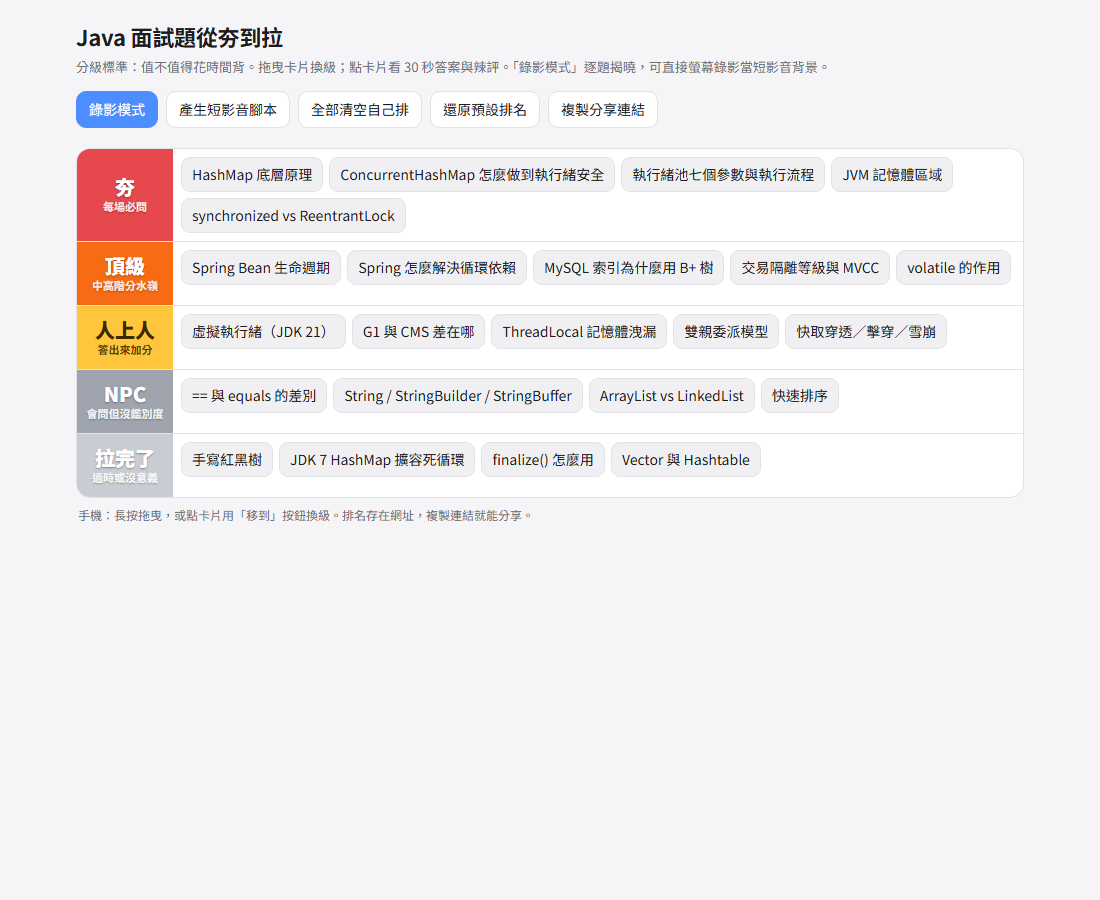 Java 面試題從夯到拉
分級標準：值不值得花時間背。拖曳卡片換級；點卡片看 30 秒答案與辣評。「錄影模式」逐題揭曉，可直接螢幕錄影當短影音背景。
錄影模式 產生短影音腳本 全部清空自己排 還原預設排名 複製分享連結
夯
每場必問
HashMap 底層原理 ConcurrentHashMap 怎麼做到執行緒安全 執行緒池七個參數與執行流程 JVM 記憶體區域
synchronized vs ReentrantLock
頂級
中高階分水嶺
Spring Bean 生命週期 Spring 怎麼解決循環依賴 MySQL 索引為什麼用 B+ 樹 交易隔離等級與 MVCC volatile 的作用
人上人
答出來加分
虛擬執行緒（JDK 21） G1 與 CMS 差在哪 ThreadLocal 記憶體洩漏 雙親委派模型 快取穿透／擊穿／雪崩
NPC
會問但沒鑑別度
== 與 equals 的差別 String / StringBuilder / StringBuffer ArrayList vs LinkedList 快速排序
拉完了
過時或沒意義
手寫紅黑樹 JDK 7 HashMap 擴容死循環 finalize() 怎麼用 Vector 與 Hashtable
手機：長按拖曳，或點卡片用「移到」按鈕換級。排名存在網址，複製連結就能分享。